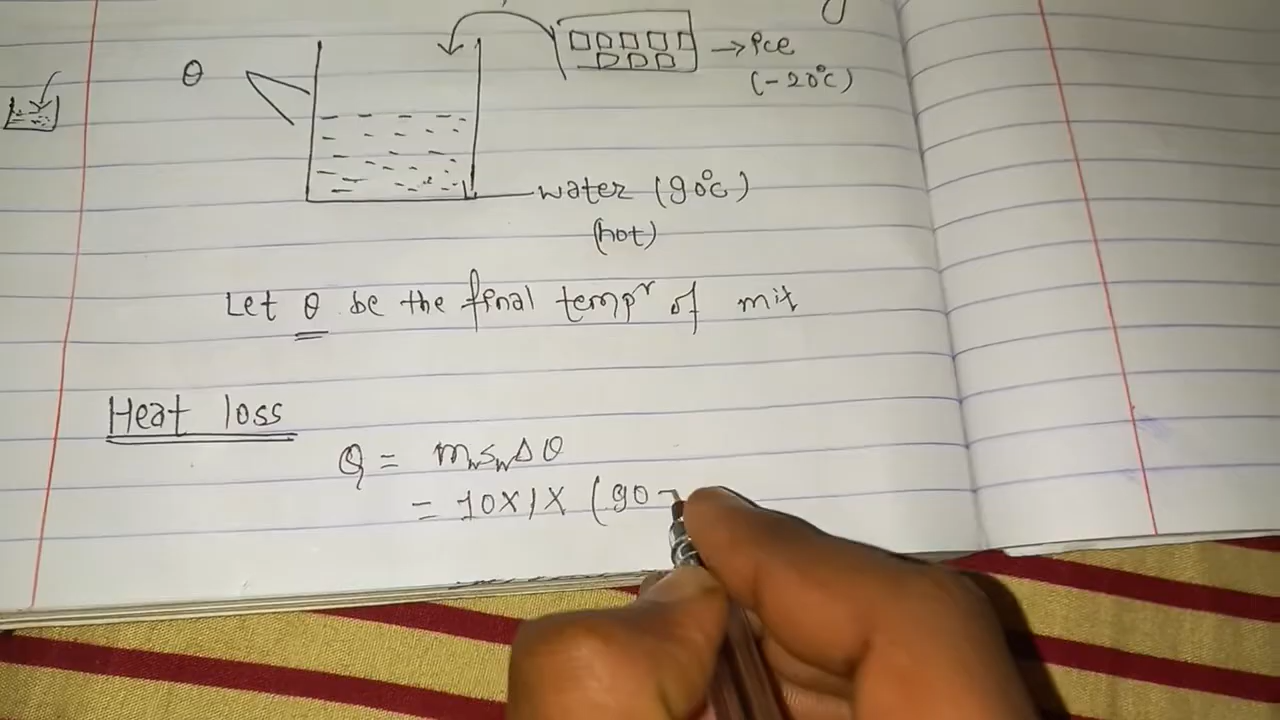 θ
→ Ice
(-20°C)
water (90°C)
(hot)
Let θ be the final tempr of mix
Heat loss
Q = mwswΔθ
= 10×1× (90 -